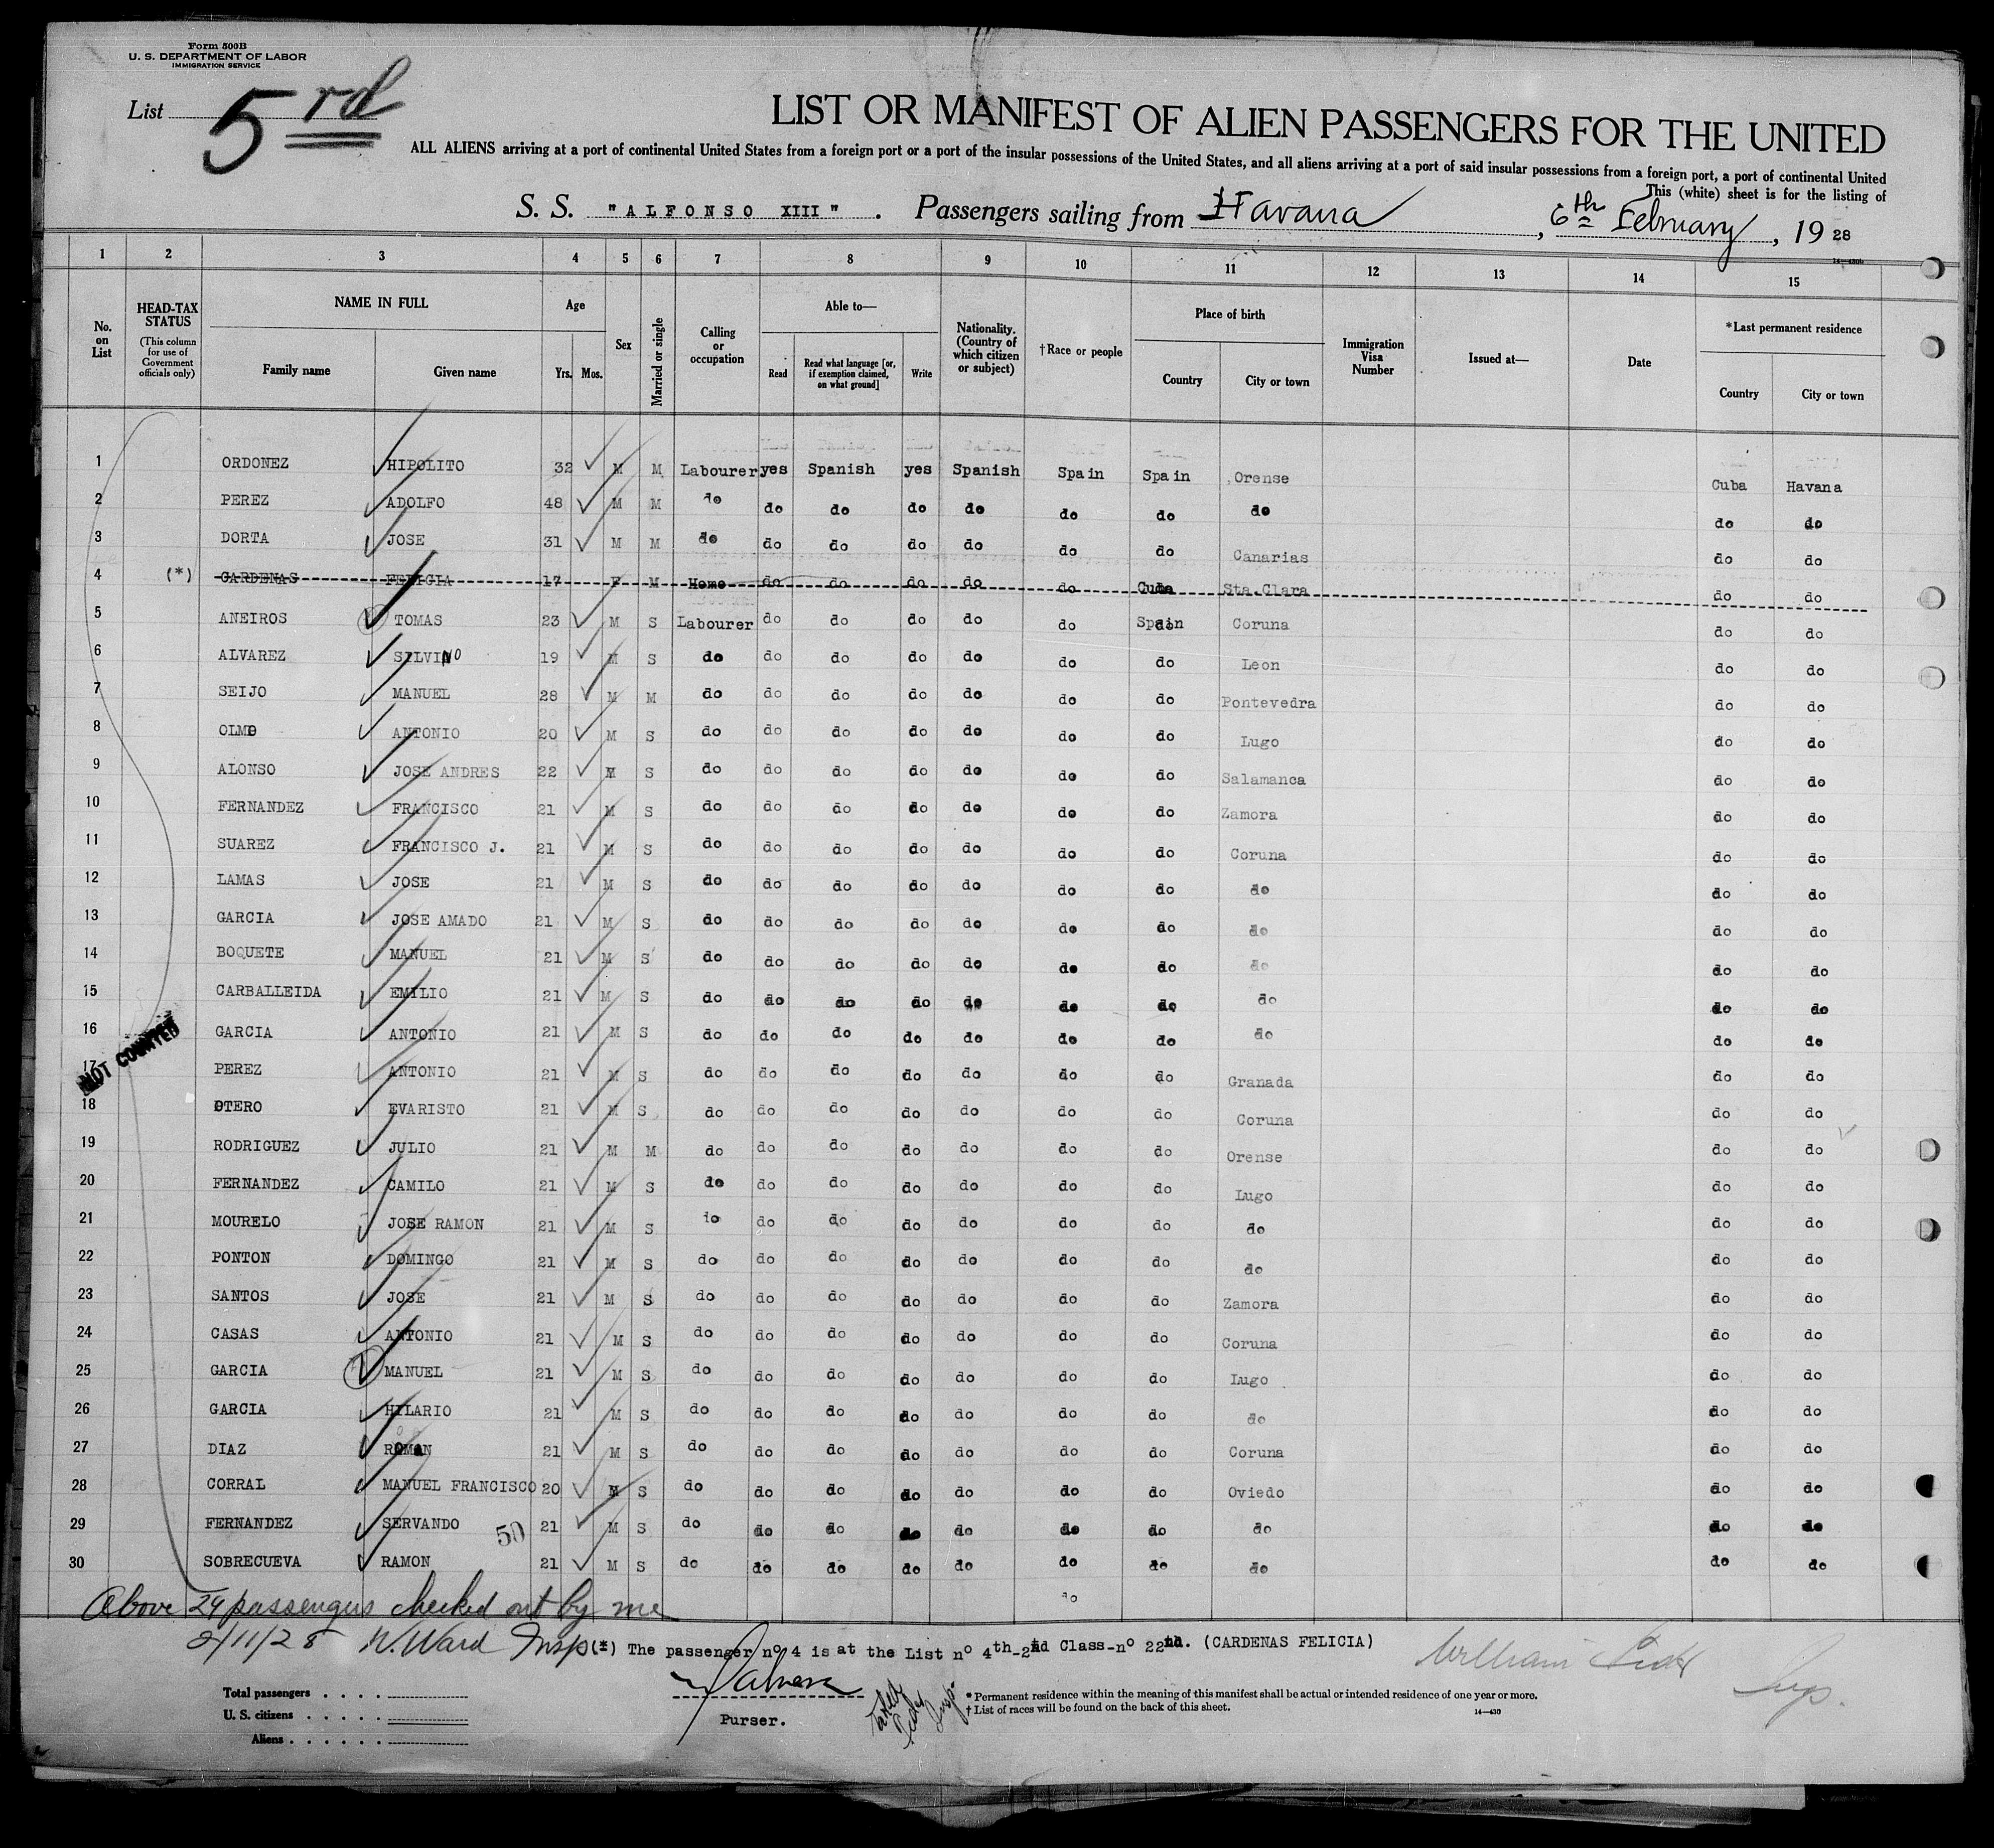 Form 500B
U. S. DEPARTMENT OF LABOR
IMMIGRATION SERVICE
List 5rd
LIST OR MANIFEST OF ALIEN PASSENGERS FOR THE UNITED
ALL ALIENS arriving at a port of continental United States from a foreign port or a port of the insular possessions of the United States, and all aliens arriving at a port of said insular possessions from a foreign port, a port of continental United
This (white) sheet is for the listing of
S. S. "ALFONSO XIII" . Passengers sailing from Havana, 6th February, 1928
14—430b
1 2 3 4 5 6 7 8 9 10 11 12 13 14 15
No. on List
HEAD-TAX STATUS (This column for use of Government officials only)
NAME IN FULL Family name Given name
Age Yrs. Mos.
Sex
Married or single
Calling or occupation
Able to— Read Read what language [or, if exemption claimed, on what ground] Write
Nationality. (Country of which citizen or subject)
†Race or people
Place of birth Country City or town
Immigration Visa Number
Issued at—
Date
*Last permanent residence Country City or town
1 ORDONEZ HIPOLITO 32 M M Labourer yes Spanish yes Spanish Spain Spain Orense Cuba Havana
2 PEREZ ADOLFO 48 M M do do do do do do do do do do
3 DORTA JOSE 31 M M do do do do do do do Canarias do do
4 (*) CARDENAS FELICIA 17 F M Home do do do do do Cuba Sta.Clara do do
5 ANEIROS TOMAS 23 M S Labourer do do do do do Spain Coruna do do
6 ALVAREZ SILVINO 19 M S do do do do do do do Leon do do
7 SEIJO MANUEL 28 M M do do do do do do do Pontevedra do do
8 OLMO ANTONIO 20 M S do do do do do do do Lugo do do
9 ALONSO JOSE ANDRES 22 M S do do do do do do do Salamanca do do
10 FERNANDEZ FRANCISCO 21 M S do do do do do do do Zamora do do
11 SUAREZ FRANCISCO J. 21 M S do do do do do do do Coruna do do
12 LAMAS JOSE 21 M S do do do do do do do do do do
13 GARCIA JOSE AMADO 21 M S do do do do do do do do do do
14 BOQUETE MANUEL 21 M S do do do do do do do do do do
15 CARBALLEIDA EMILIO 21 M S do do do do do do do do do do
16 GARCIA ANTONIO 21 M S do do do do do do do do do do
NOT COUNTED
17 PEREZ ANTONIO 21 M S do do do do do do do Granada do do
18 OTERO EVARISTO 21 M S do do do do do do do Coruna do do
19 RODRIGUEZ JULIO 21 M M do do do do do do do Orense do do
20 FERNANDEZ CAMILO 21 M S do do do do do do do Lugo do do
21 MOURELO JOSE RAMON 21 M S do do do do do do do do do do
22 PONTON DOMINGO 21 M S do do do do do do do do do do
23 SANTOS JOSE 21 M S do do do do do do do Zamora do do
24 CASAS ANTONIO 21 M S do do do do do do do Coruna do do
25 GARCIA MANUEL 21 M S do do do do do do do Lugo do do
26 GARCIA HILARIO 21 M S do do do do do do do do do do
27 DIAZ 21 M S do do do do do do do Coruna do do
28 CORRAL MANUEL FRANCISCO 20 M S do do do do do do do Oviedo do do
29 FERNANDEZ SERVANDO 50 21 M S do do do do do do do do do do
30 SOBRECUEVA RAMON 21 M S do do do do do do do do do do
do
Above 29 passengers checked out by me
2/11/28 W. Ward Insp
(*) The passenger nº 4 is at the List nº 4th-2nd Class-nº 22nd. (CARDENAS FELICIA)
William Insp.
Purser.
Insp.
Total passengers . . . .
U. S. citizens . . . . .
Aliens . . . . . .
* Permanent residence within the meaning of this manifest shall be actual or intended residence of one year or more.
† List of races will be found on the back of this sheet.
14—430